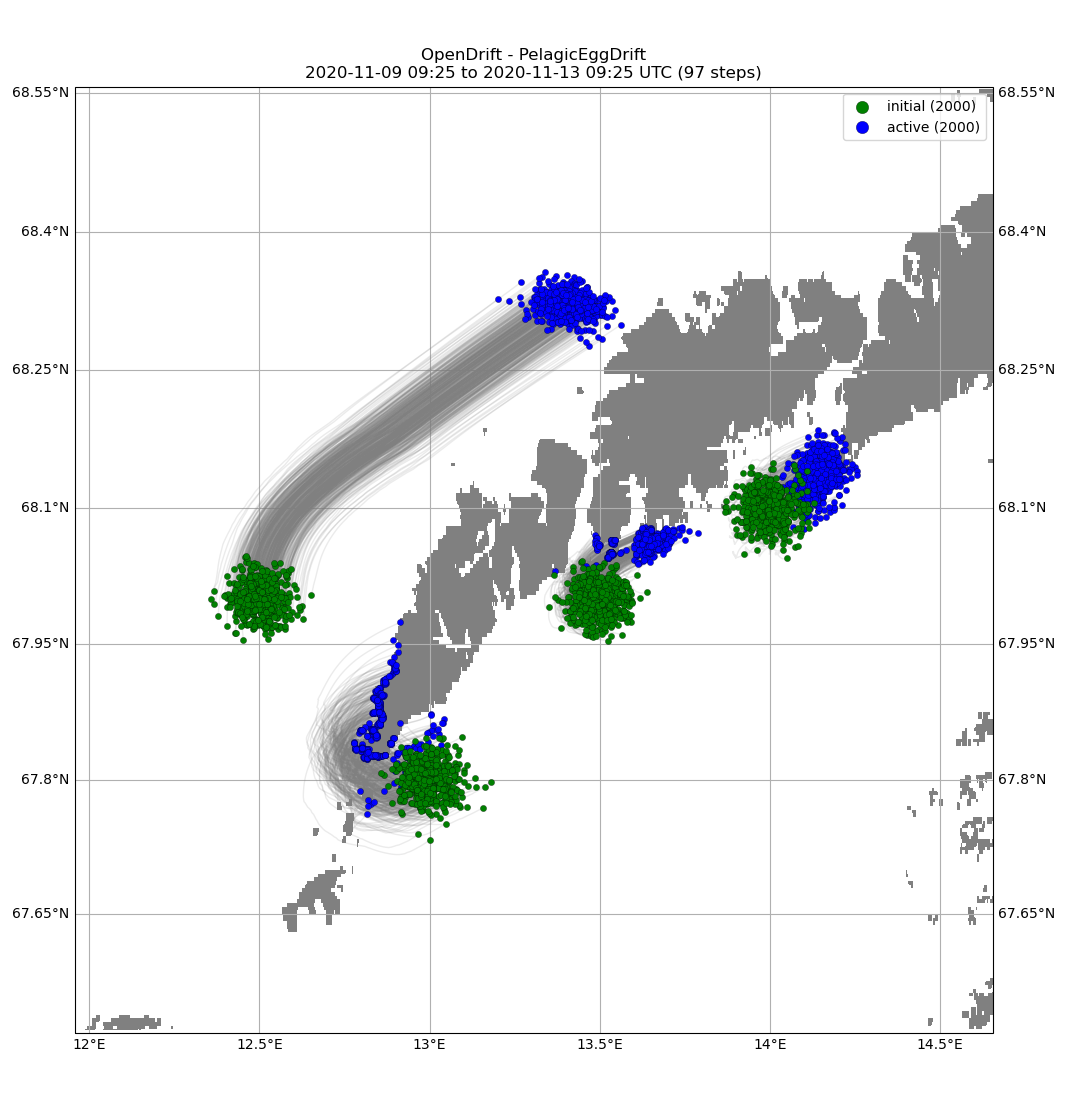 OpenDrift - PelagicEggDrift
2020-11-09 09:25 to 2020-11-13 09:25 UTC (97 steps)
initial (2000)
active (2000)
68.55°N 68.55°N
68.4°N 68.4°N
68.25°N 68.25°N
68.1°N 68.1°N
67.95°N 67.95°N
67.8°N 67.8°N
67.65°N 67.65°N
12°E 12.5°E 13°E 13.5°E 14°E 14.5°E